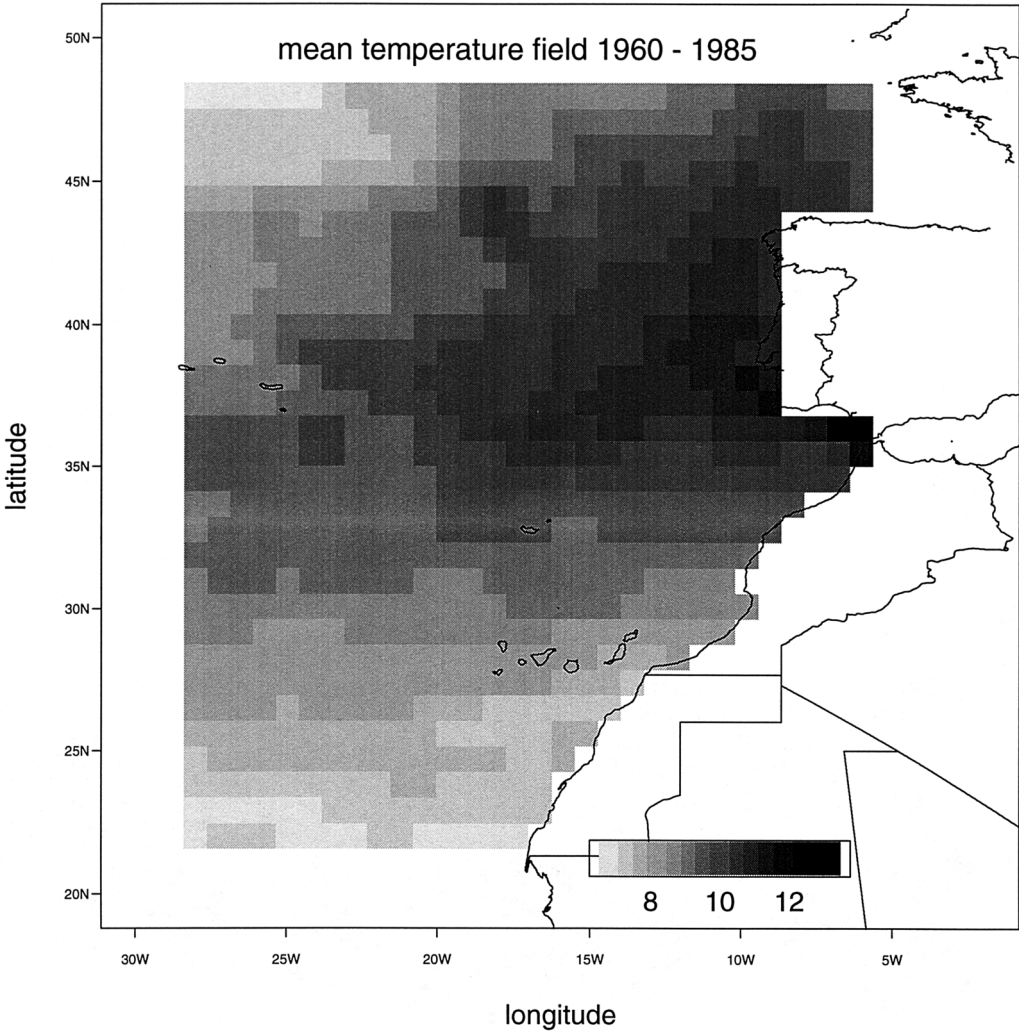 mean temperature field 1960 - 1985
50N
45N
40N
35N
30N
25N
20N
latitude
8 10 12
30W 25W 20W 15W 10W 5W
longitude